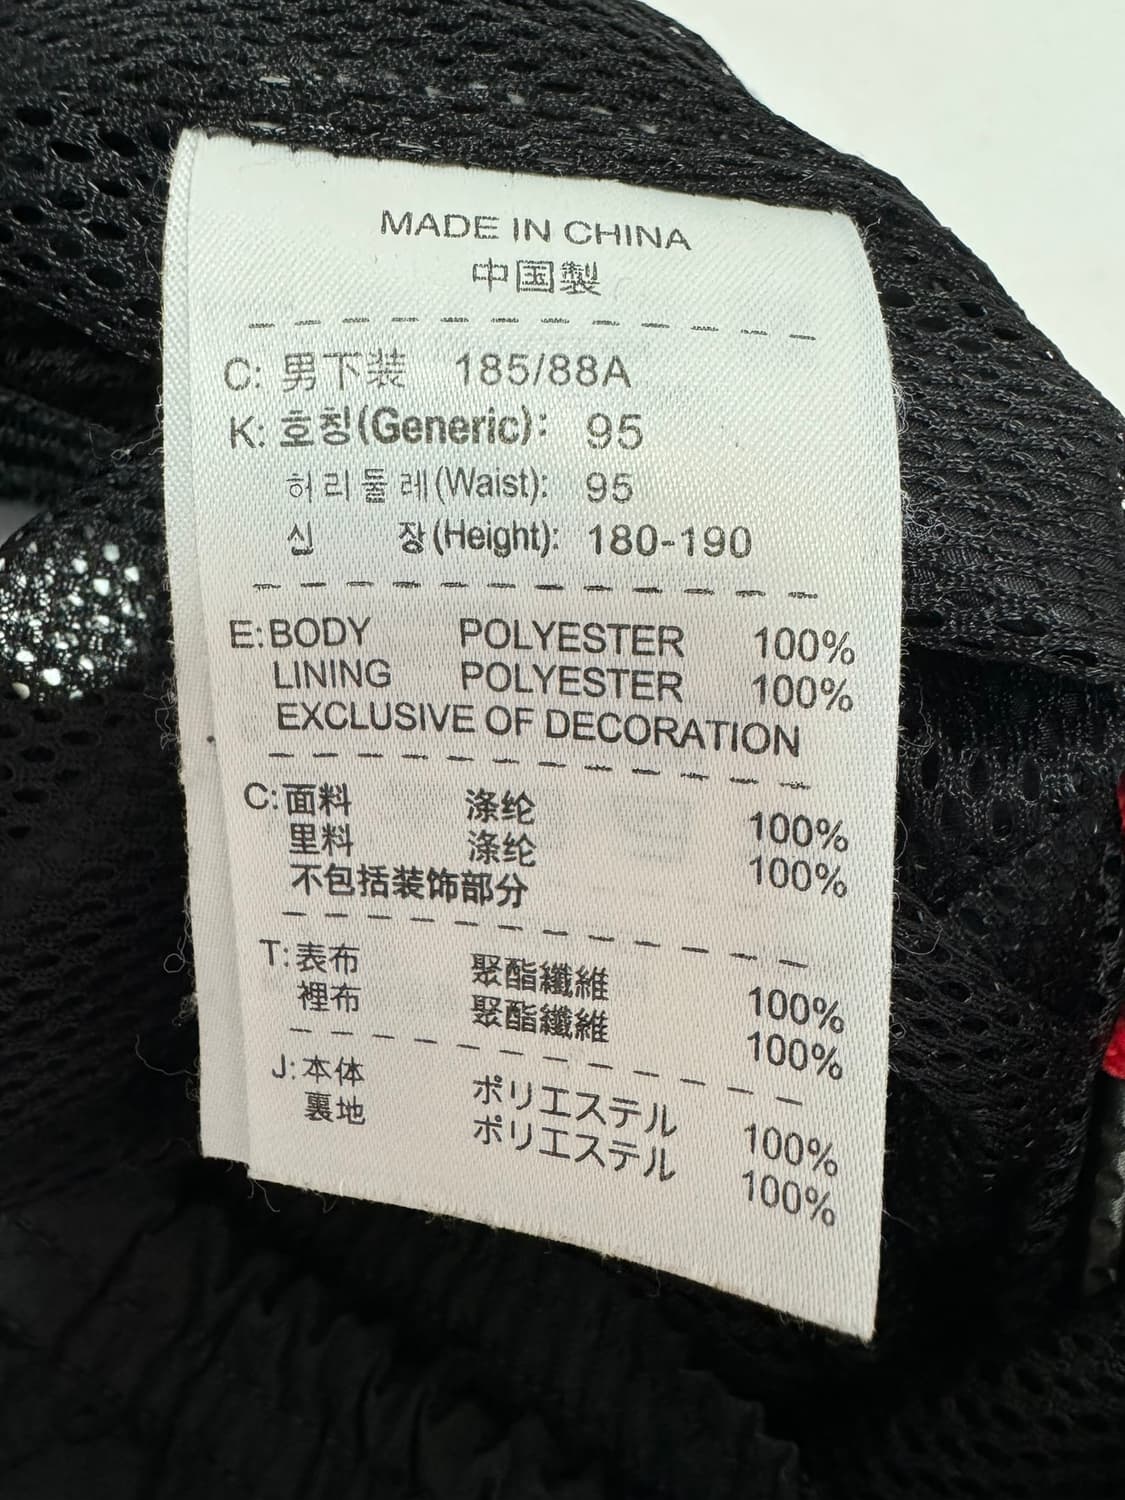 MADE IN CHINA
中国製
C: 男下装 185/88A
K: 호칭(Generic): 95
허리둘레(Waist): 95
신 장(Height): 180-190
E: BODY POLYESTER 100%
LINING POLYESTER 100%
EXCLUSIVE OF DECORATION
C: 面料 涤纶 100%
里料 涤纶 100%
不包括装饰部分
T: 表布 聚酯纖維 100%
裡布 聚酯纖維 100%
J: 本体 ポリエステル 100%
裏地 ポリエステル 100%